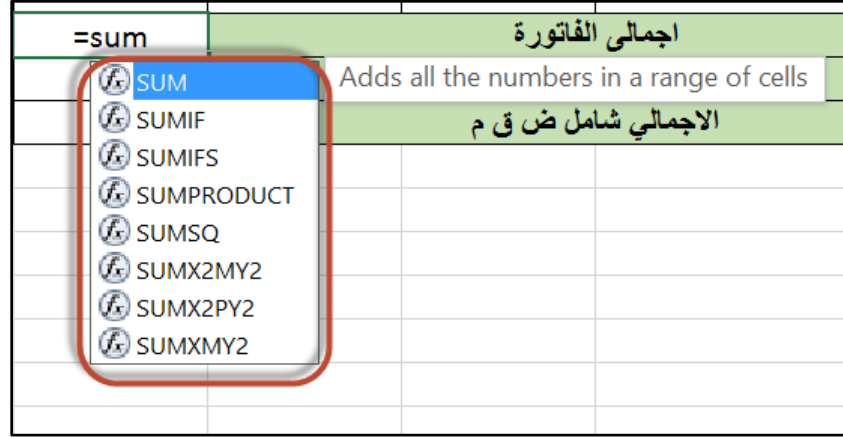 =sum
اجمالى الفاتورة
SUM
Adds all the numbers in a range of cells
SUMIF
الاجمالي شامل ض ق م
SUMIFS
SUMPRODUCT
SUMSQ
SUMX2MY2
SUMX2PY2
SUMXMY2